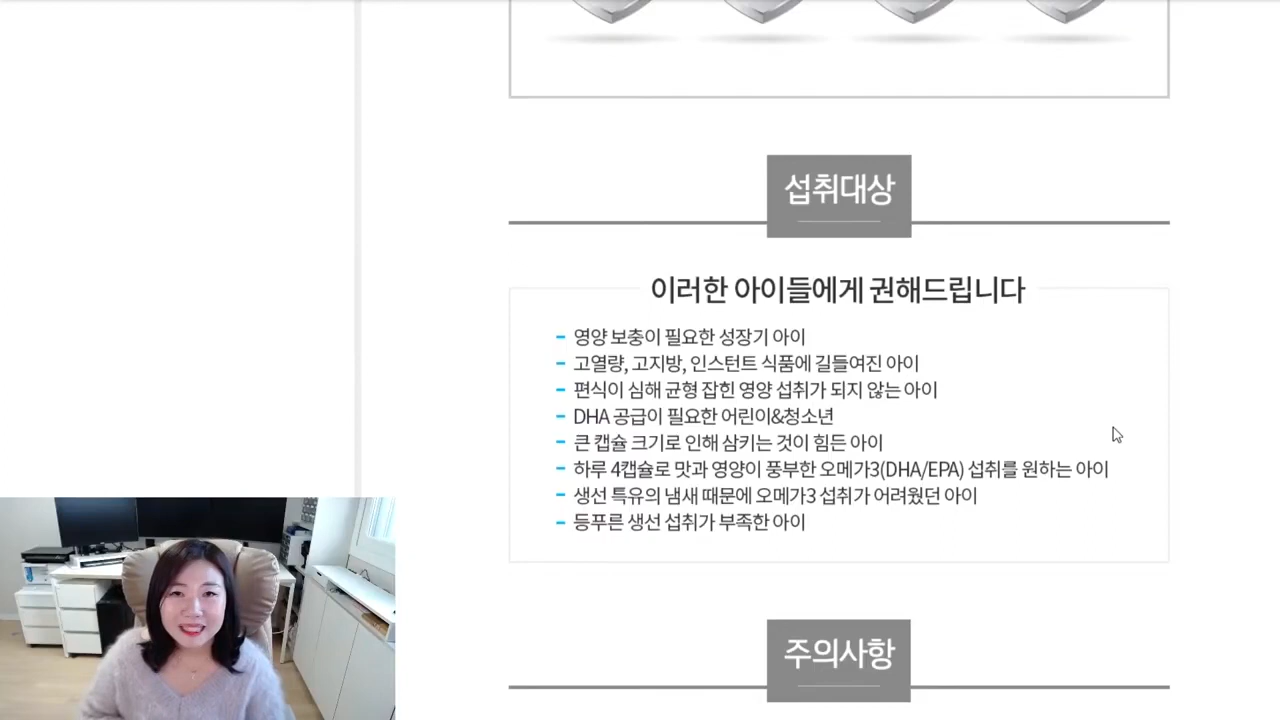 섭취대상
이러한 아이들에게 권해드립니다
- 영양 보충이 필요한 성장기 아이
- 고열량, 고지방, 인스턴트 식품에 길들여진 아이
- 편식이 심해 균형 잡힌 영양 섭취가 되지 않는 아이
- DHA 공급이 필요한 어린이&청소년
- 큰 캡슐 크기로 인해 삼키는 것이 힘든 아이
- 하루 4캡슐로 맛과 영양이 풍부한 오메가3(DHA/EPA) 섭취를 원하는 아이
- 생선 특유의 냄새 때문에 오메가3 섭취가 어려웠던 아이
- 등푸른 생선 섭취가 부족한 아이
주의사항